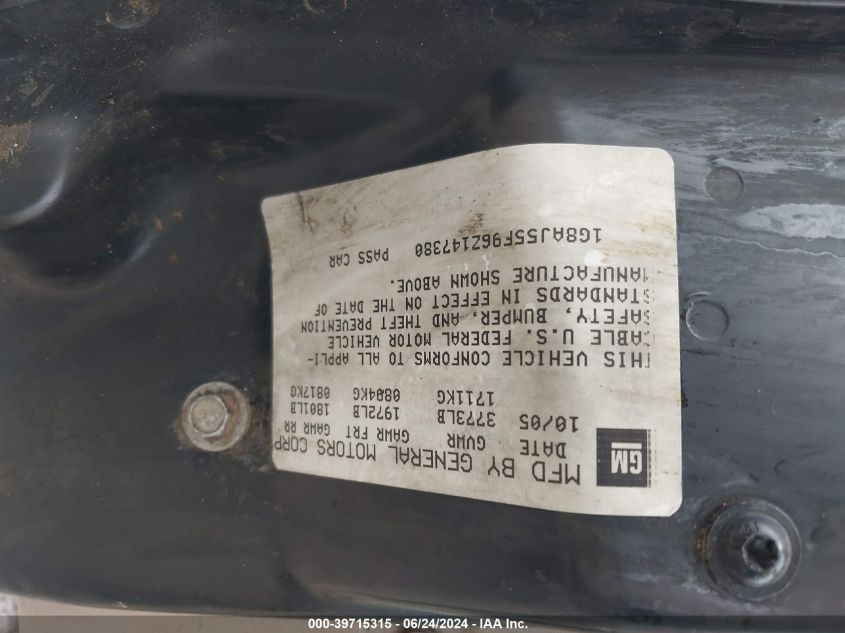 MFD BY GENERAL MOTORS CORP
GM
DATE GVWR GAWR FRT GAWR RR
10/05 3773LB 1972LB 1801LB
1711KG 0894KG 0817KG
THIS VEHICLE CONFORMS TO ALL APPLI-
CABLE U.S. FEDERAL MOTOR VEHICLE
SAFETY, BUMPER, AND THEFT PREVENTION
STANDARDS IN EFFECT ON THE DATE OF
MANUFACTURE SHOWN ABOVE.
1G8AJ55F96Z147380 PASS CAR
000-39715315 - 06/24/2024 - IAA Inc.